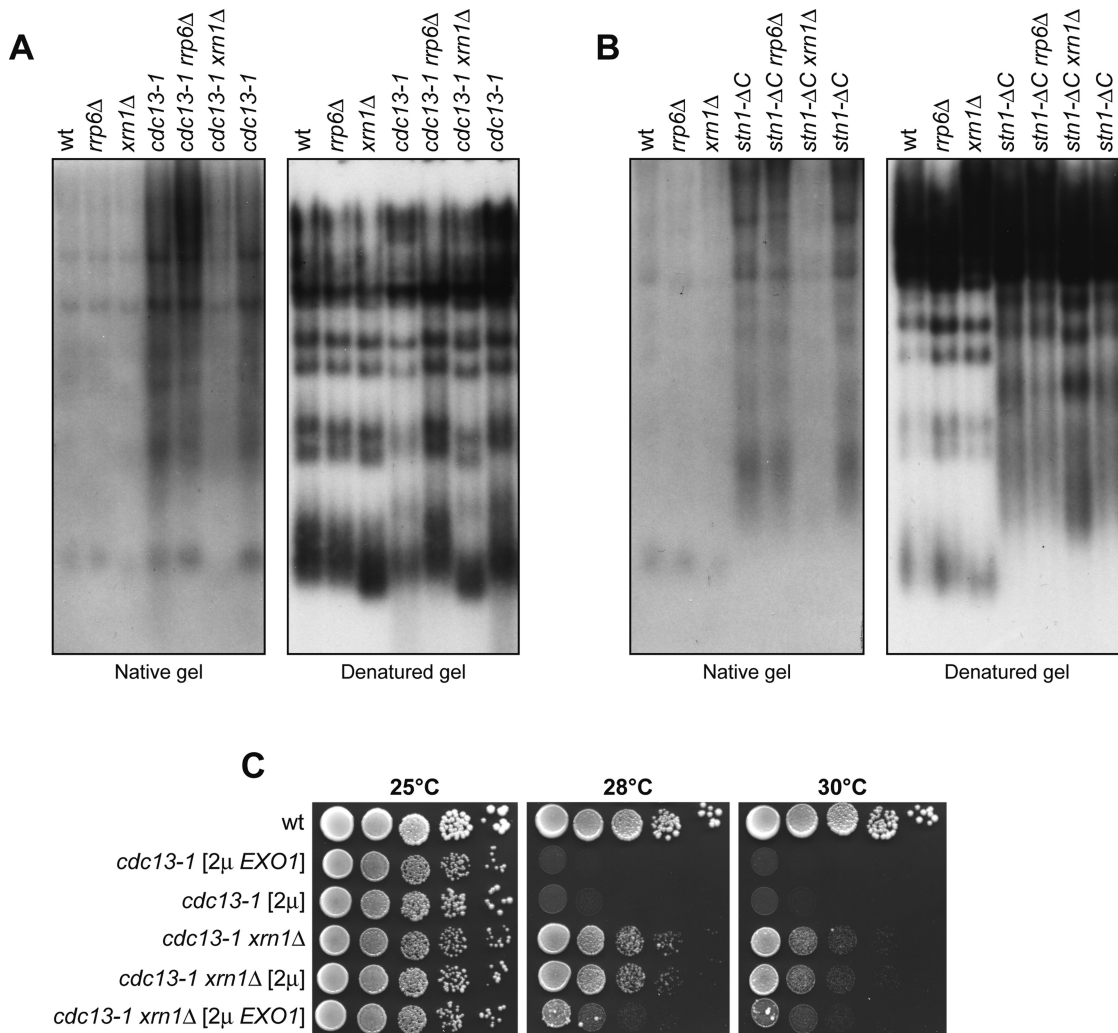 A
wt
rrp6Δ
xrn1Δ
cdc13-1
cdc13-1 rrp6Δ
cdc13-1 xrn1Δ
cdc13-1
wt
rrp6Δ
xrn1Δ
cdc13-1
cdc13-1 rrp6Δ
cdc13-1 xrn1Δ
cdc13-1
Native gel
Denatured gel
B
wt
rrp6Δ
xrn1Δ
stn1-ΔC
stn1-ΔC rrp6Δ
stn1-ΔC xrn1Δ
stn1-ΔC
wt
rrp6Δ
xrn1Δ
stn1-ΔC
stn1-ΔC rrp6Δ
stn1-ΔC xrn1Δ
stn1-ΔC
Native gel
Denatured gel
C
25°C
28°C
30°C
wt
cdc13-1 [2μ EXO1]
cdc13-1 [2μ]
cdc13-1 xrn1Δ
cdc13-1 xrn1Δ [2μ]
cdc13-1 xrn1Δ [2μ EXO1]